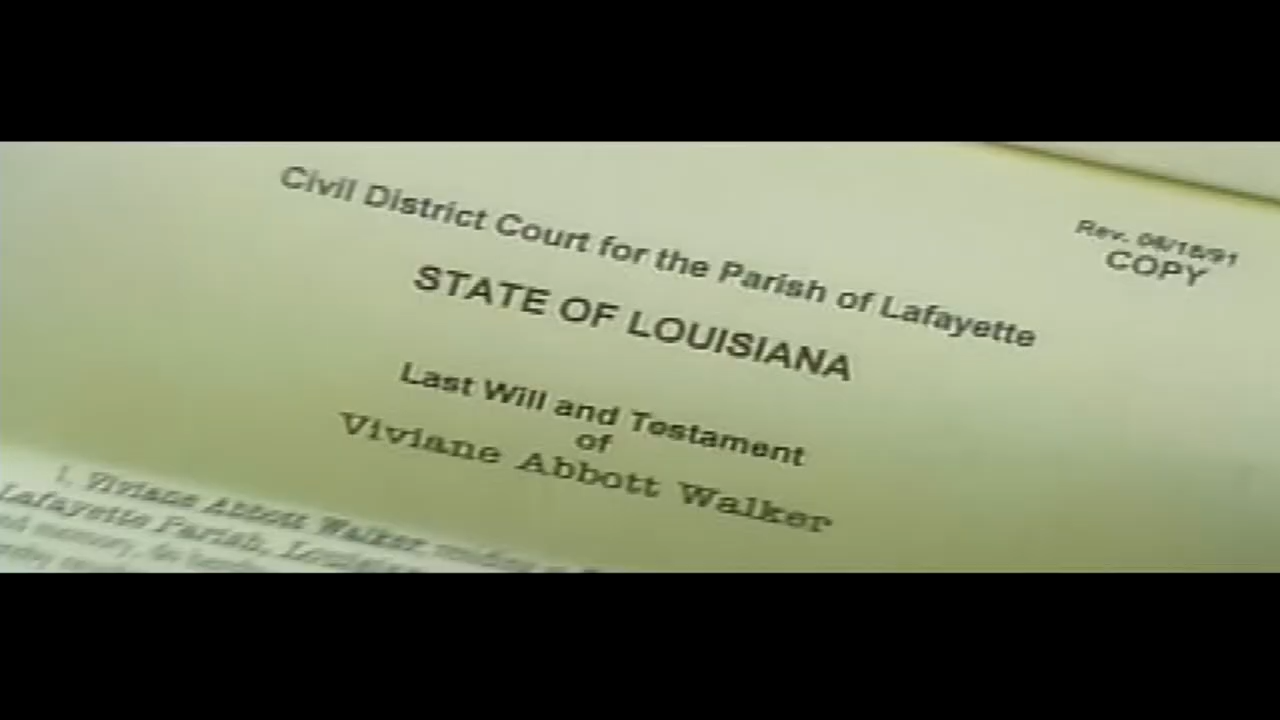 Civil District Court for the Parish of Lafayette
Rev. 06/18/91
COPY
STATE OF LOUISIANA
Last Will and Testament
of
Viviane Abbott Walker
I, Viviane Abbott Walker
Lafayette Parish,